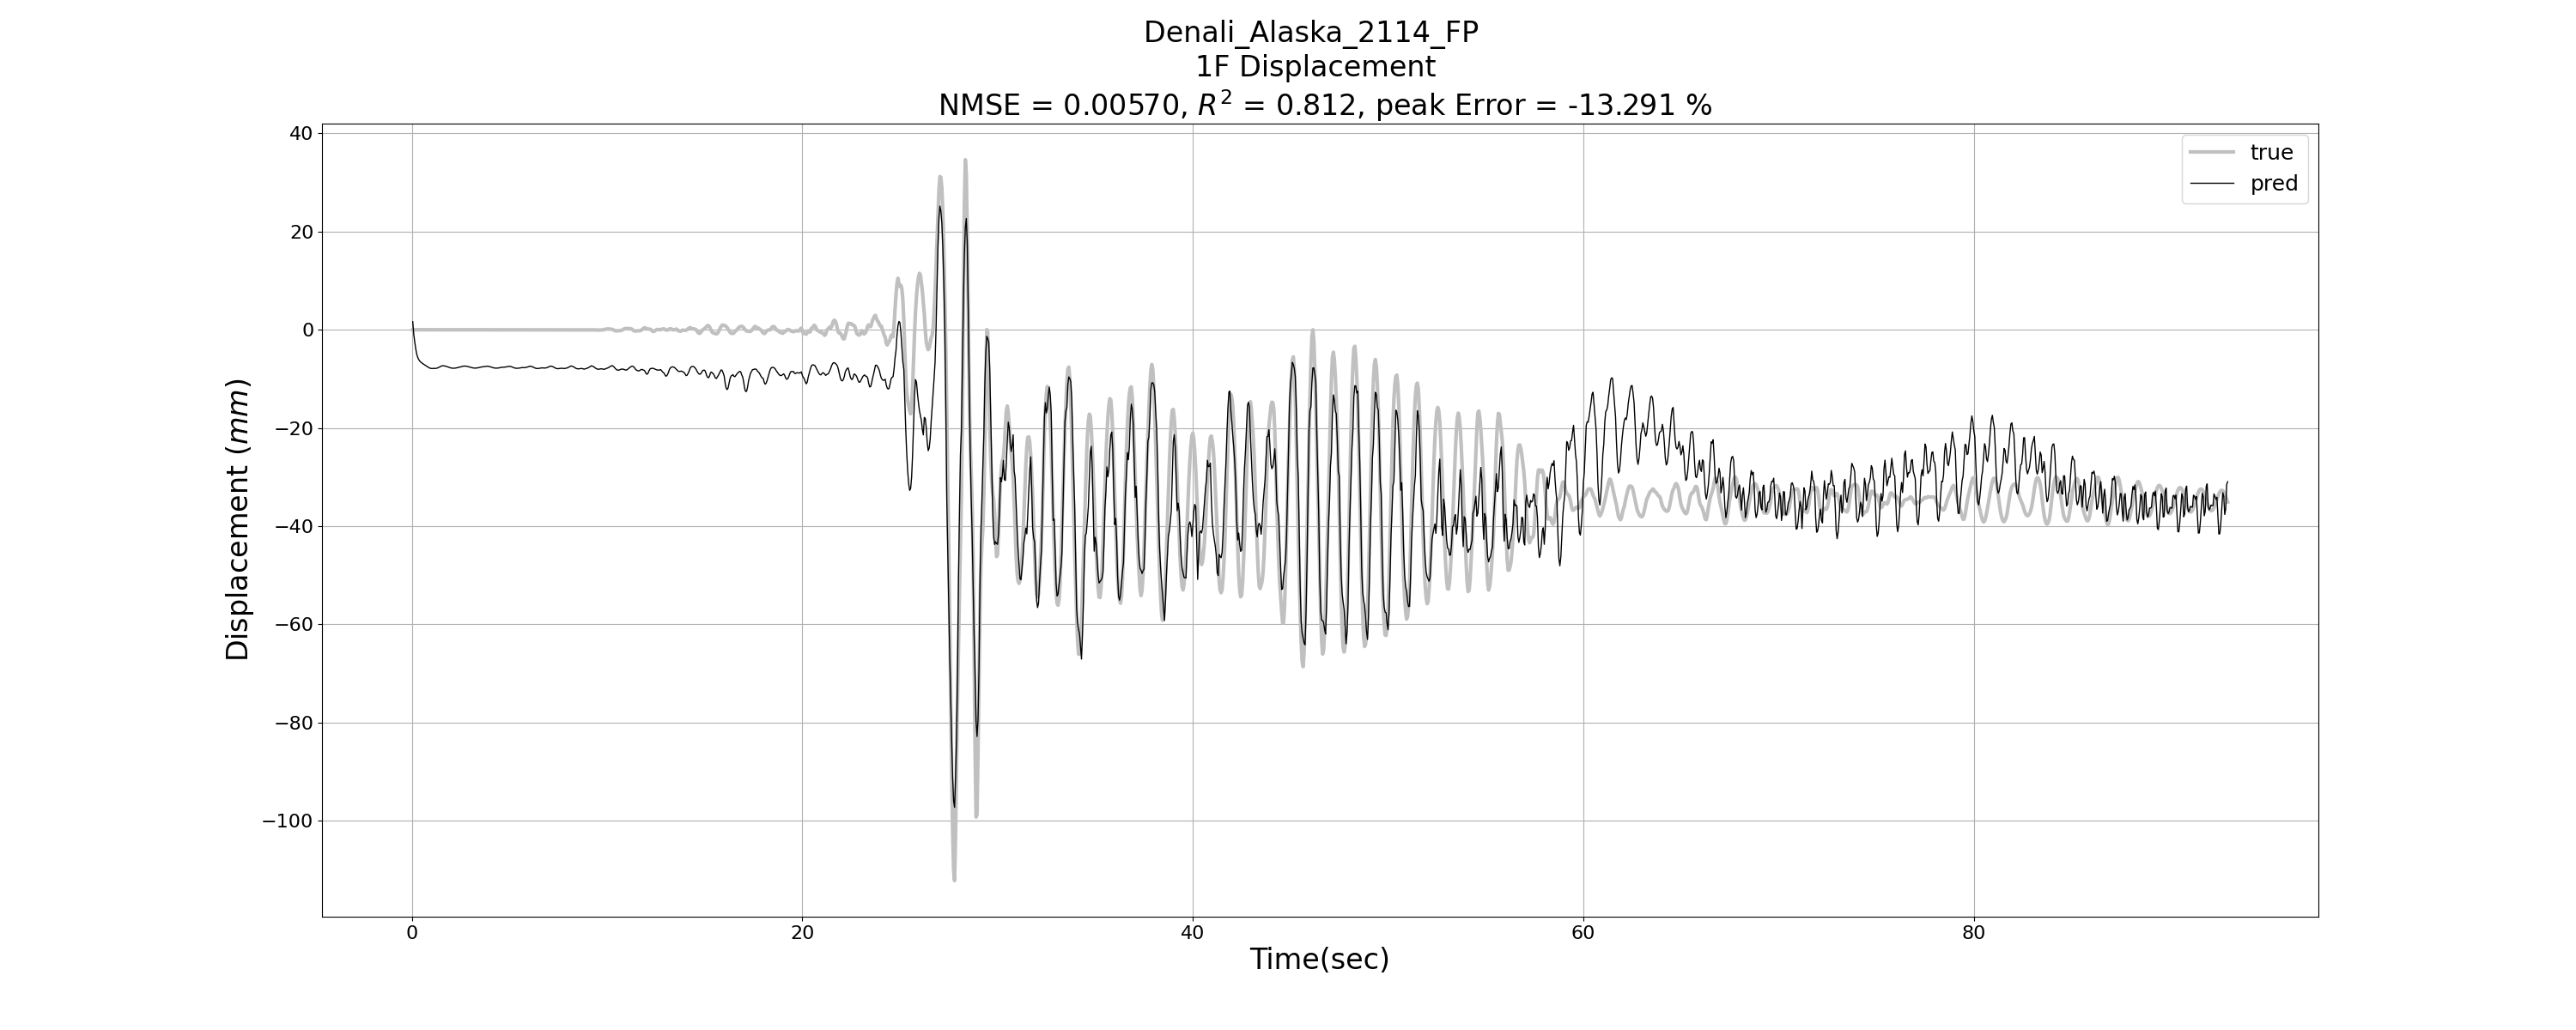 Denali_Alaska_2114_FP
1F Displacement
NMSE = 0.00570, R² = 0.812, peak Error = -13.291 %
40
20
0
−20
−40
−60
−80
−100
Displacement (mm)
true
pred
0 20 40 60 80
Time(sec)